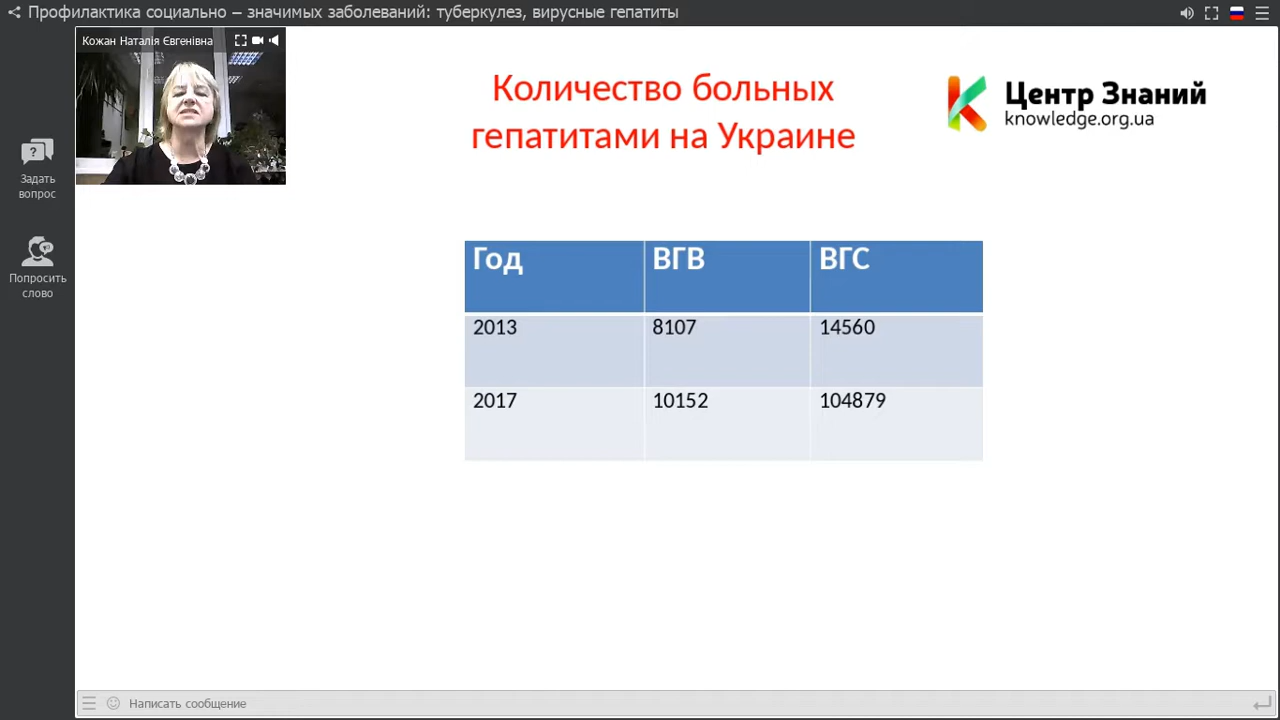 Профилактика социально – значимых заболеваний: туберкулез, вирусные гепатиты
Кожан Наталія Євгенівна
Количество больных
гепатитами на Украине
Центр Знаний
knowledge.org.ua
Задать
вопрос
Попросить
слово
Год ВГВ ВГС
2013 8107 14560
2017 10152 104879
Написать сообщение